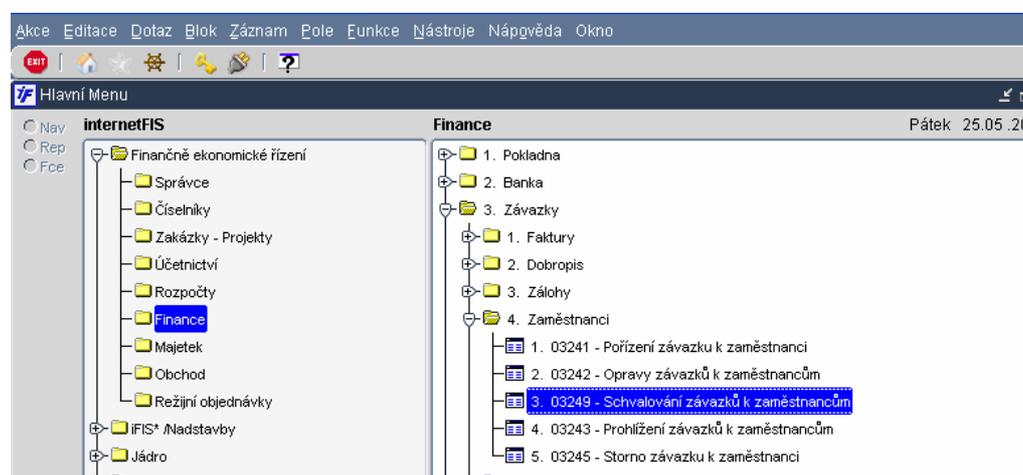 Akce Editace Dotaz Blok Záznam Pole Funkce Nástroje Nápověda Okno
EXIT ?
iF Hlavní Menu
Nav
Rep
Fce
internetFIS
Finančně ekonomické řízení
Správce
Číselníky
Zakázky - Projekty
Účetnictví
Rozpočty
Finance
Majetek
Obchod
Režijní objednávky
iFIS* /Nadstavby
Jádro
Finance Pátek 25.05.20
1. Pokladna
2. Banka
3. Závazky
1. Faktury
2. Dobropis
3. Zálohy
4. Zaměstnanci
1. 03241 - Pořízení závazku k zaměstnanci
2. 03242 - Opravy závazků k zaměstnancům
3. 03249 - Schvalování závazků k zaměstnancům
4. 03243 - Prohlížení závazků k zaměstnancům
5. 03245 - Storno závazku k zaměstnanci